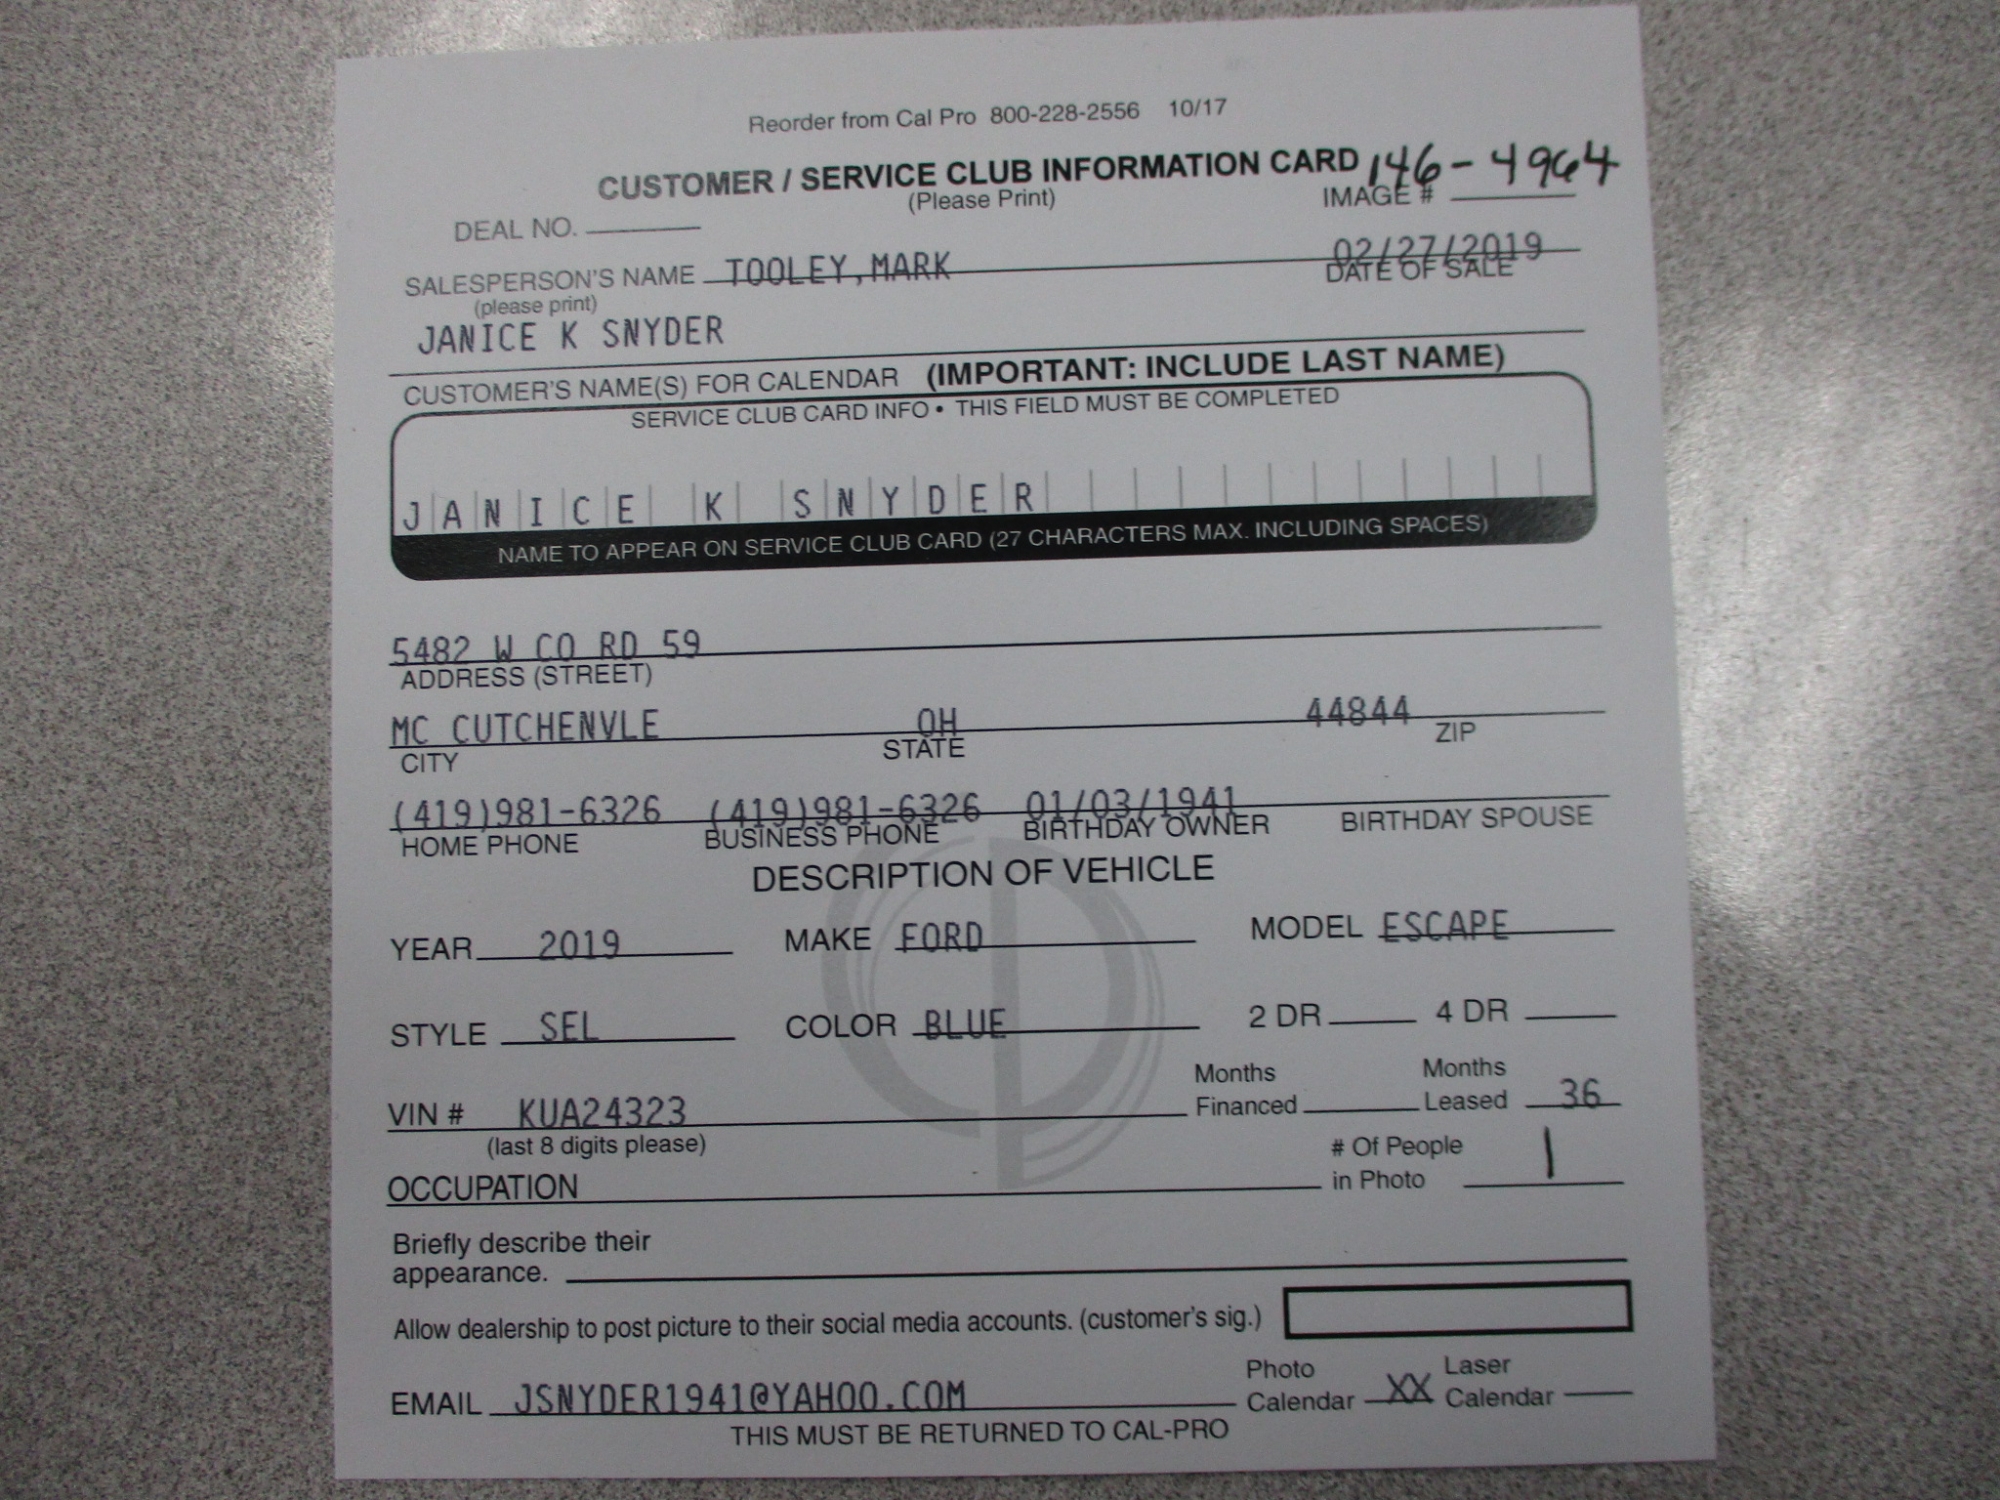 Reorder from Cal Pro 800-228-2556 10/17
CUSTOMER / SERVICE CLUB INFORMATION CARD 146-4964
(Please Print) IMAGE #
DEAL NO.
SALESPERSON'S NAME TOOLEY,MARK 02/27/2019
(please print) DATE OF SALE
JANICE K SNYDER
CUSTOMER'S NAME(S) FOR CALENDAR (IMPORTANT: INCLUDE LAST NAME)
SERVICE CLUB CARD INFO • THIS FIELD MUST BE COMPLETED
JANICE K SNYDER
NAME TO APPEAR ON SERVICE CLUB CARD (27 CHARACTERS MAX. INCLUDING SPACES)
5482 W CO RD 59
ADDRESS (STREET)
MC CUTCHENVLE OH 44844
CITY STATE ZIP
(419)981-6326 (419)981-6326 01/03/1941
HOME PHONE BUSINESS PHONE BIRTHDAY OWNER BIRTHDAY SPOUSE
DESCRIPTION OF VEHICLE
YEAR 2019 MAKE FORD MODEL ESCAPE
STYLE SEL COLOR BLUE 2 DR 4 DR
Months Months
VIN # KUA24323 Financed Leased 36
(last 8 digits please) # Of People 1
OCCUPATION in Photo
Briefly describe their
appearance.
Allow dealership to post picture to their social media accounts. (customer's sig.)
Photo Laser
EMAIL JSNYDER1941@YAHOO.COM Calendar XX Calendar
THIS MUST BE RETURNED TO CAL-PRO